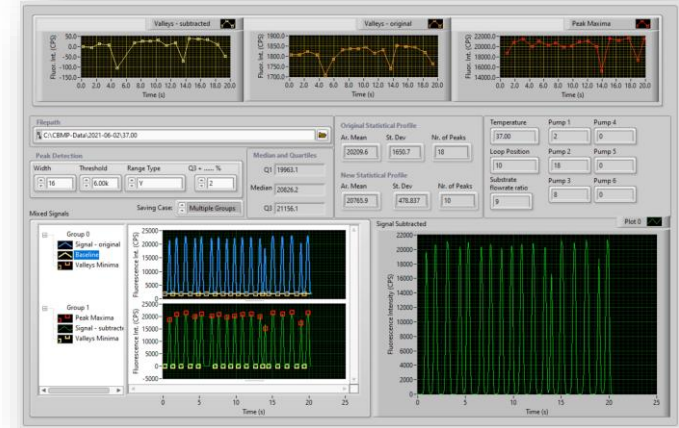 Valleys - subtracted
Valleys - original
Peak Maxima
Fluor. Int. (CPS)
50.0
0.0
-50.0
-100.0
-150.0
0.0 2.0 4.0 6.0 8.0 10.0 12.0 14.0 16.0 18.0 20.0
Time (s)
Fluor. Int. (CPS)
1900.0
1850.0
1800.0
1750.0
1700.0
0.0 2.0 4.0 6.0 8.0 10.0 12.0 14.0 16.0 18.0 20.0
Time (s)
Fluor. Int. (CPS)
22000.0
20000.0
18000.0
16000.0
14000.0
0.0 2.0 4.0 6.0 8.0 10.0 12.0 14.0 16.0 18.0 20.0
Time (s)
Filepath
C:\CBMP-Data\2021-06-02\37.00
Peak Detection
Width Threshold Range Type Q3 + ..... %
16 6.00k Y 2
Saving Case: Multiple Groups
Median and Quartiles
Q1 19963.1
Median 20826.2
Q3 21156.1
Original Statistical Profile
Ar. Mean St. Dev Nr. of Peaks
20209.6 1650.7 18
New Statistical Profile
Ar. Mean St. Dev Nr. of Peaks
20765.9 478.837 10
Temperature Pump 1 Pump 4
37.00 2 0
Loop Position Pump 2 Pump 5
10 18 0
Substrate
flowrate ratio Pump 3 Pump 6
9 8 0
Mixed Signals
Group 0
Signal - original
Baseline
Valleys Minima
Group 1
Peak Maxima
Signal - subtracte
Valleys Minima
Fluorescence Int. (CPS)
25000
20000
15000
10000
5000
0
Fluorescence Int. (CPS)
25000
20000
15000
10000
5000
0
-5000
0 5 10 15 20 25
Time (s)
Signal Subtracted
Plot 0
Fluorescence Intensity (CPS)
22000
20000
18000
16000
14000
12000
10000
8000
6000
4000
2000
0
0 5 10 15 20 25
Time (s)